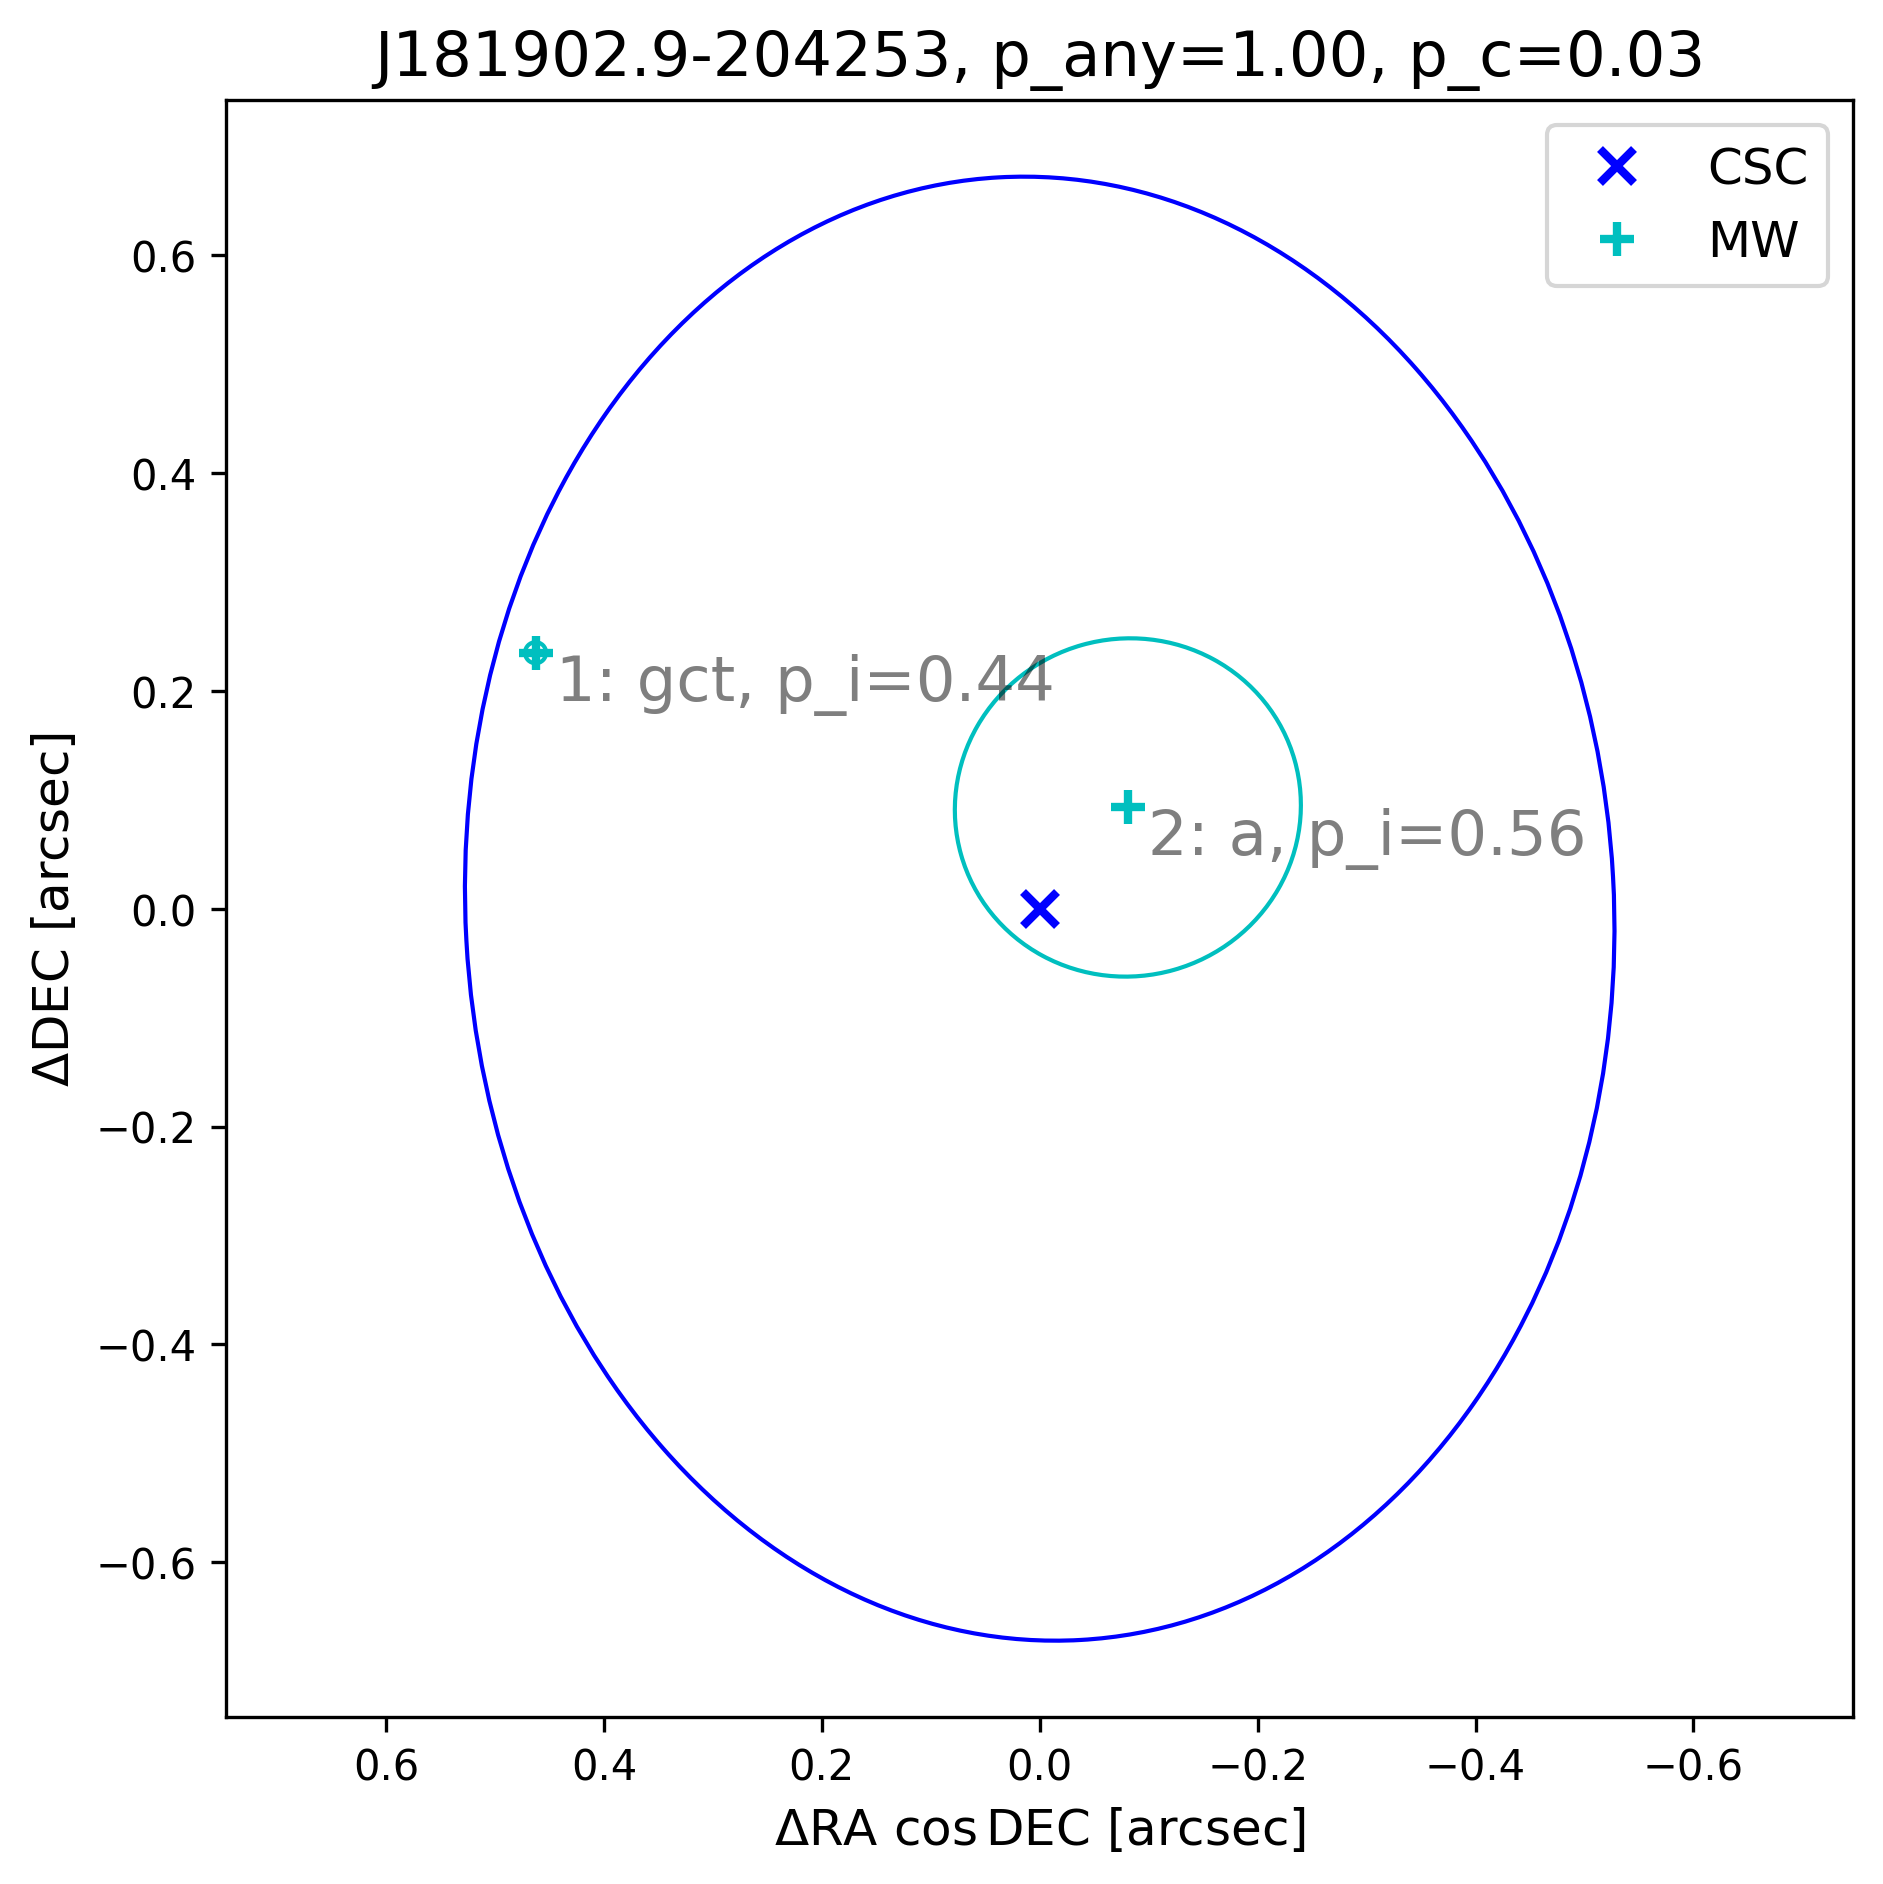 J181902.9-204253, p_any=1.00, p_c=0.03
CSC
MW
0.6
0.4
0.2
0.0
−0.2
−0.4
−0.6
ΔDEC [arcsec]
1: gct, p_i=0.44
2: a, p_i=0.56
0.6 0.4 0.2 0.0 −0.2 −0.4 −0.6
ΔRA cos DEC [arcsec]